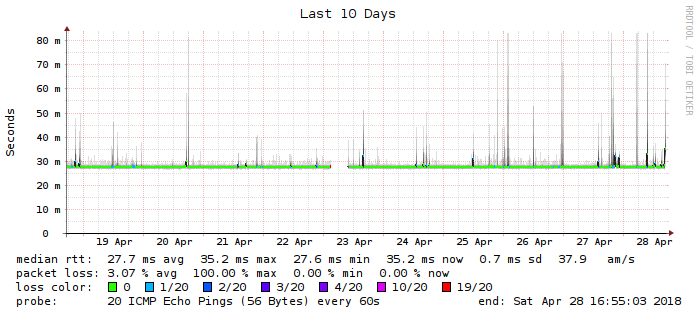 Last 10 Days
RRDTOOL / TOBI OETIKER
Seconds
80 m
70 m
60 m
50 m
40 m
30 m
20 m
10 m
0
19 Apr 20 Apr 21 Apr 22 Apr 23 Apr 24 Apr 25 Apr 26 Apr 27 Apr 28 Apr
median rtt: 27.7 ms avg 35.2 ms max 27.6 ms min 35.2 ms now 0.7 ms sd 37.9 am/s
packet loss: 3.07 % avg 100.00 % max 0.00 % min 0.00 % now
loss color: 0 1/20 2/20 3/20 4/20 10/20 19/20
probe: 20 ICMP Echo Pings (56 Bytes) every 60s end: Sat Apr 28 16:55:03 2018